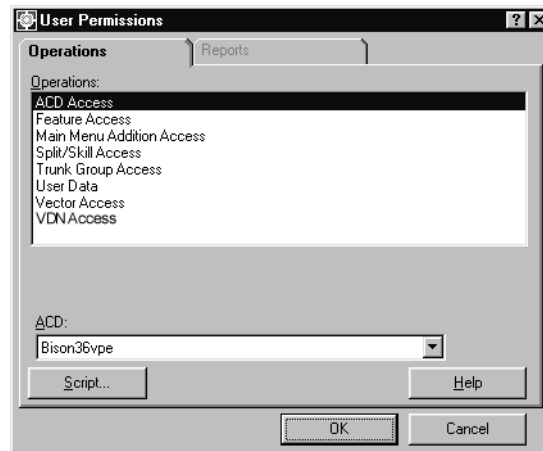 User Permissions
Operations
Reports
Operations:
ACD Access
Feature Access
Main Menu Addition Access
Split/Skill Access
Trunk Group Access
User Data
Vector Access
VDN Access
ACD:
Bison36vpe
Script...
Help
OK
Cancel